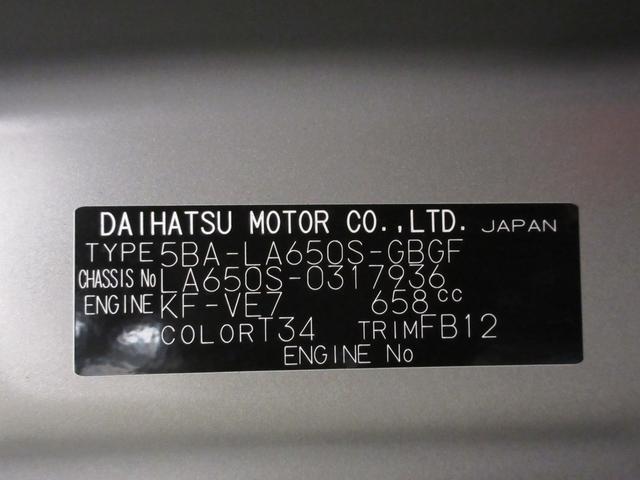 DAIHATSU MOTOR CO.,LTD. JAPAN
TYPE 5BA-LA650S-GBGF
CHASSIS No LA650S-0317936
ENGINE KF-VE7 658cc
COLOR T34 TRIM FB12
ENGINE No